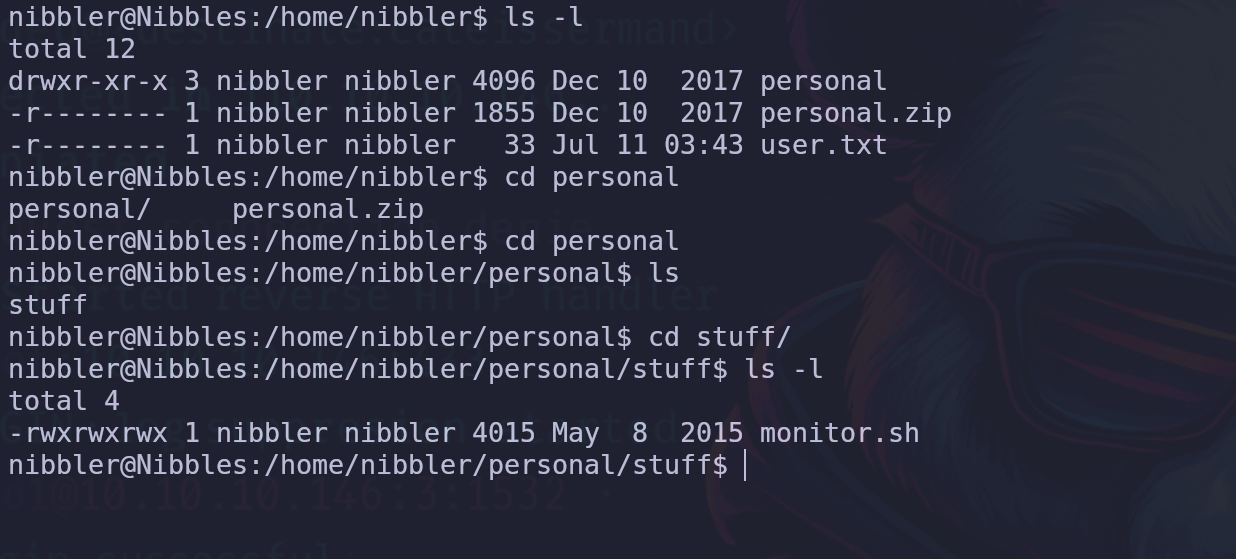 nibbler@Nibbles:/home/nibbler$ ls -l
total 12
drwxr-xr-x 3 nibbler nibbler 4096 Dec 10  2017 personal
-r-------- 1 nibbler nibbler 1855 Dec 10  2017 personal.zip
-r-------- 1 nibbler nibbler   33 Jul 11 03:43 user.txt
nibbler@Nibbles:/home/nibbler$ cd personal
personal/     personal.zip
nibbler@Nibbles:/home/nibbler$ cd personal
nibbler@Nibbles:/home/nibbler/personal$ ls
stuff
nibbler@Nibbles:/home/nibbler/personal$ cd stuff/
nibbler@Nibbles:/home/nibbler/personal/stuff$ ls -l
total 4
-rwxrwxrwx 1 nibbler nibbler 4015 May  8  2015 monitor.sh
nibbler@Nibbles:/home/nibbler/personal/stuff$